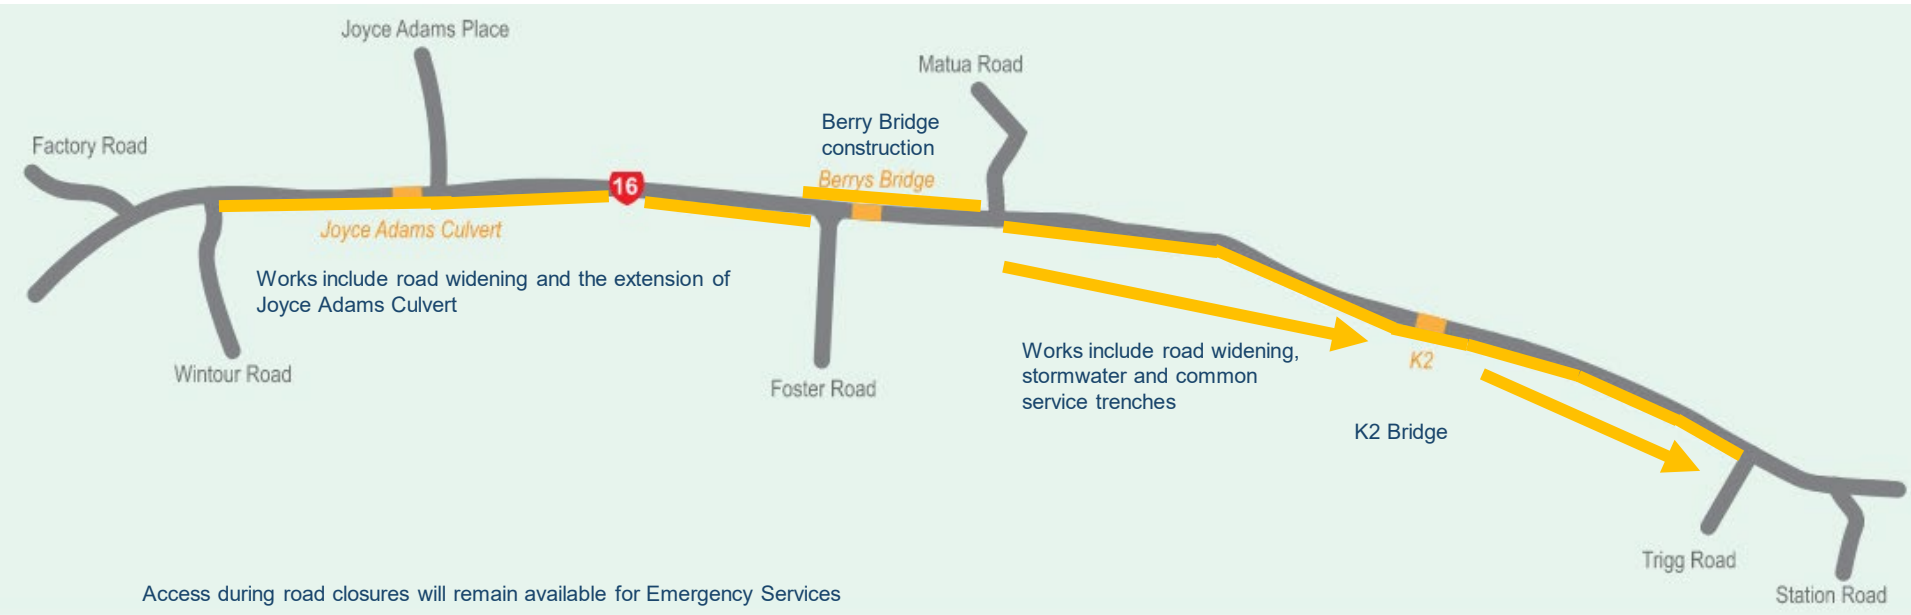 Joyce Adams Place
Matua Road
Factory Road
Berry Bridge
construction
Berrys Bridge
16
Joyce Adams Culvert
Works include road widening and the extension of
Joyce Adams Culvert
Wintour Road
Foster Road
Works include road widening,
stormwater and common
service trenches
K2
K2 Bridge
Trigg Road
Station Road
Access during road closures will remain available for Emergency Services